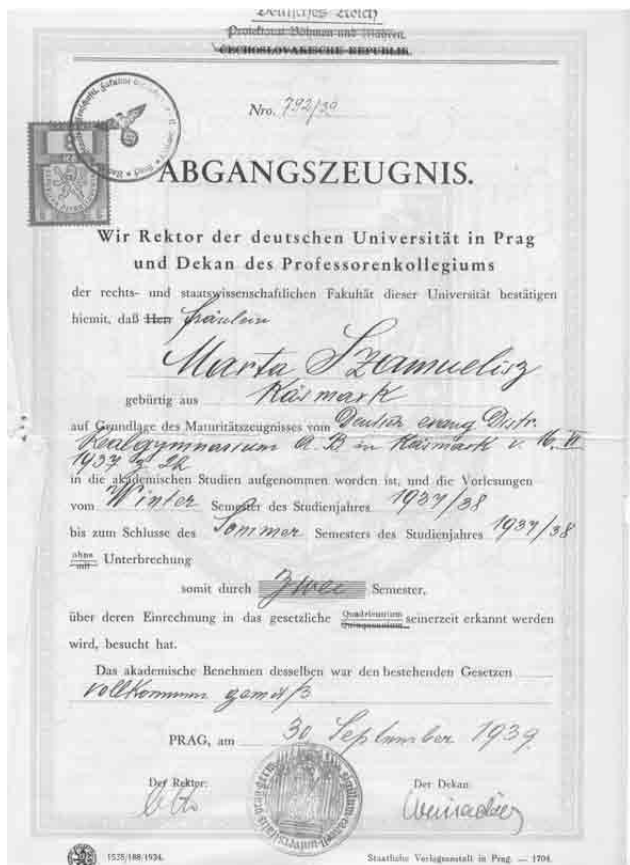 Deutsches Reich
Protektorat Böhmen und Mähren.
ČECHOSLOVAKISCHE REPUBLIK.
Nro. 792/39
ABGANGSZEUGNIS.
Wir Rektor der deutschen Universität in Prag
und Dekan des Professorenkollegiums
der rechts- und staatswissenschaftlichen Fakultät dieser Universität bestätigen
hiemit, daß Herr Fräulein
Marta Szamuelisz
gebürtig aus Käsmark
auf Grundlage des Maturitätszeugnisses vom Deutsch. evang. Distr.
Realgymnasium A. B. in Käsmark v. 16. VI
1937 Z 22
in die akademischen Studien aufgenommen worden ist, und die Vorlesungen
vom Winter Semester des Studienjahres 1937/38
bis zum Schlusse des Sommer Semesters des Studienjahres 1937/38
ohne
mit Unterbrechung
somit durch zwei Semester,
über deren Einrechnung in das gesetzliche Quadriennium seinerzeit erkannt werden
wird, besucht hat.
Das akademische Benehmen desselben war den bestehenden Gesetzen
vollkommen gemäß
PRAG, am 30 September 1939
Der Rektor: Der Dekan:
1528/188/1934. Staatliche Verlagsanstalt in Prag. — 1704.